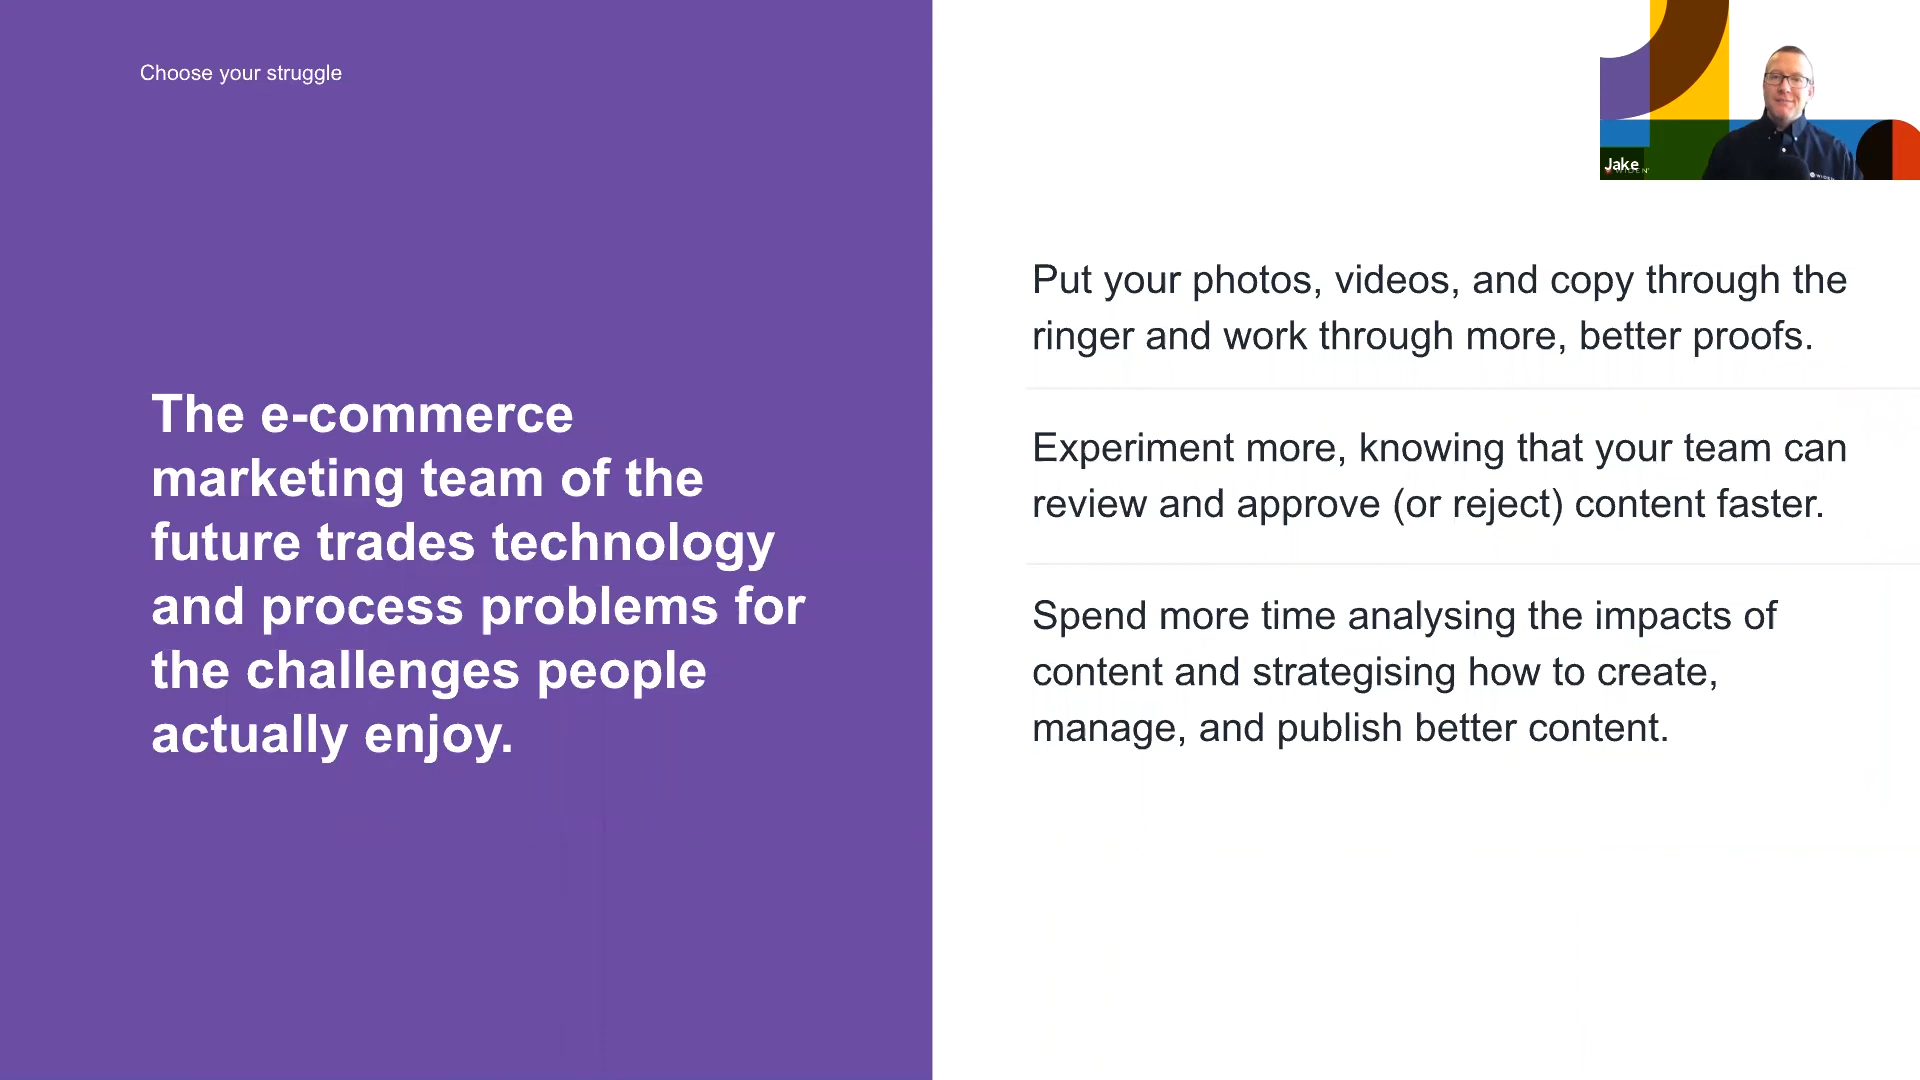 Choose your struggle
The e-commerce
marketing team of the
future trades technology
and process problems for
the challenges people
actually enjoy.
Jake
WIDEN
Put your photos, videos, and copy through the
ringer and work through more, better proofs.
Experiment more, knowing that your team can
review and approve (or reject) content faster.
Spend more time analysing the impacts of
content and strategising how to create,
manage, and publish better content.